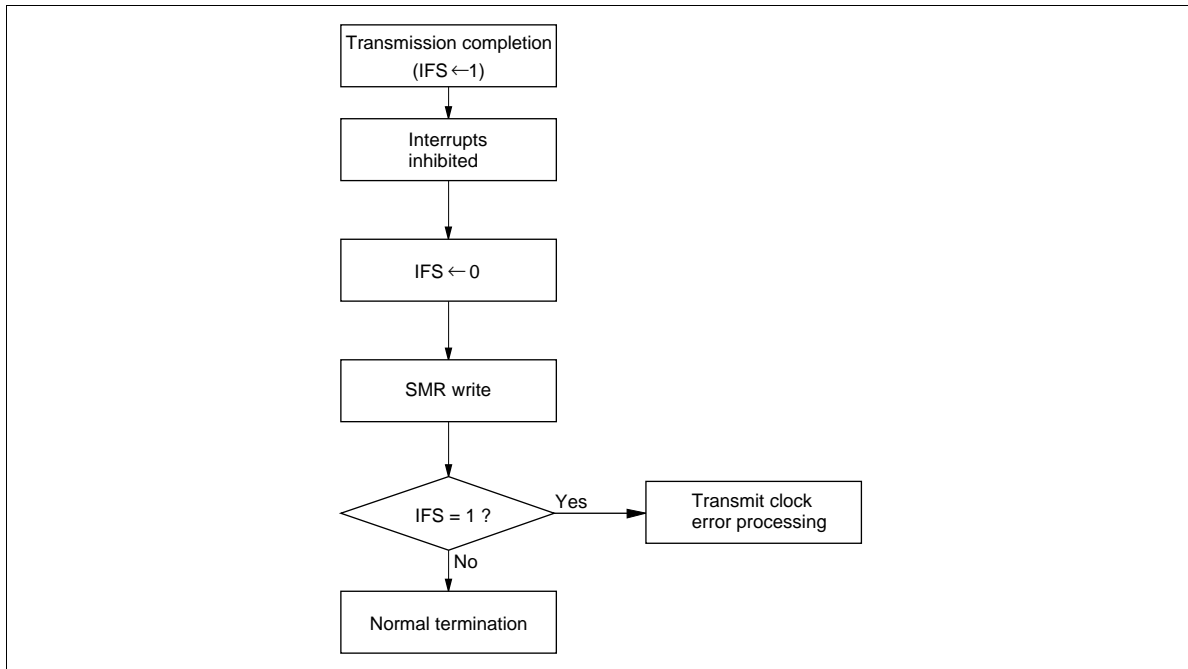 Transmission completion
(IFS←1)
Interrupts
inhibited
IFS ← 0
SMR write
IFS = 1 ?
Yes
Transmit clock
error processing
No
Normal termination